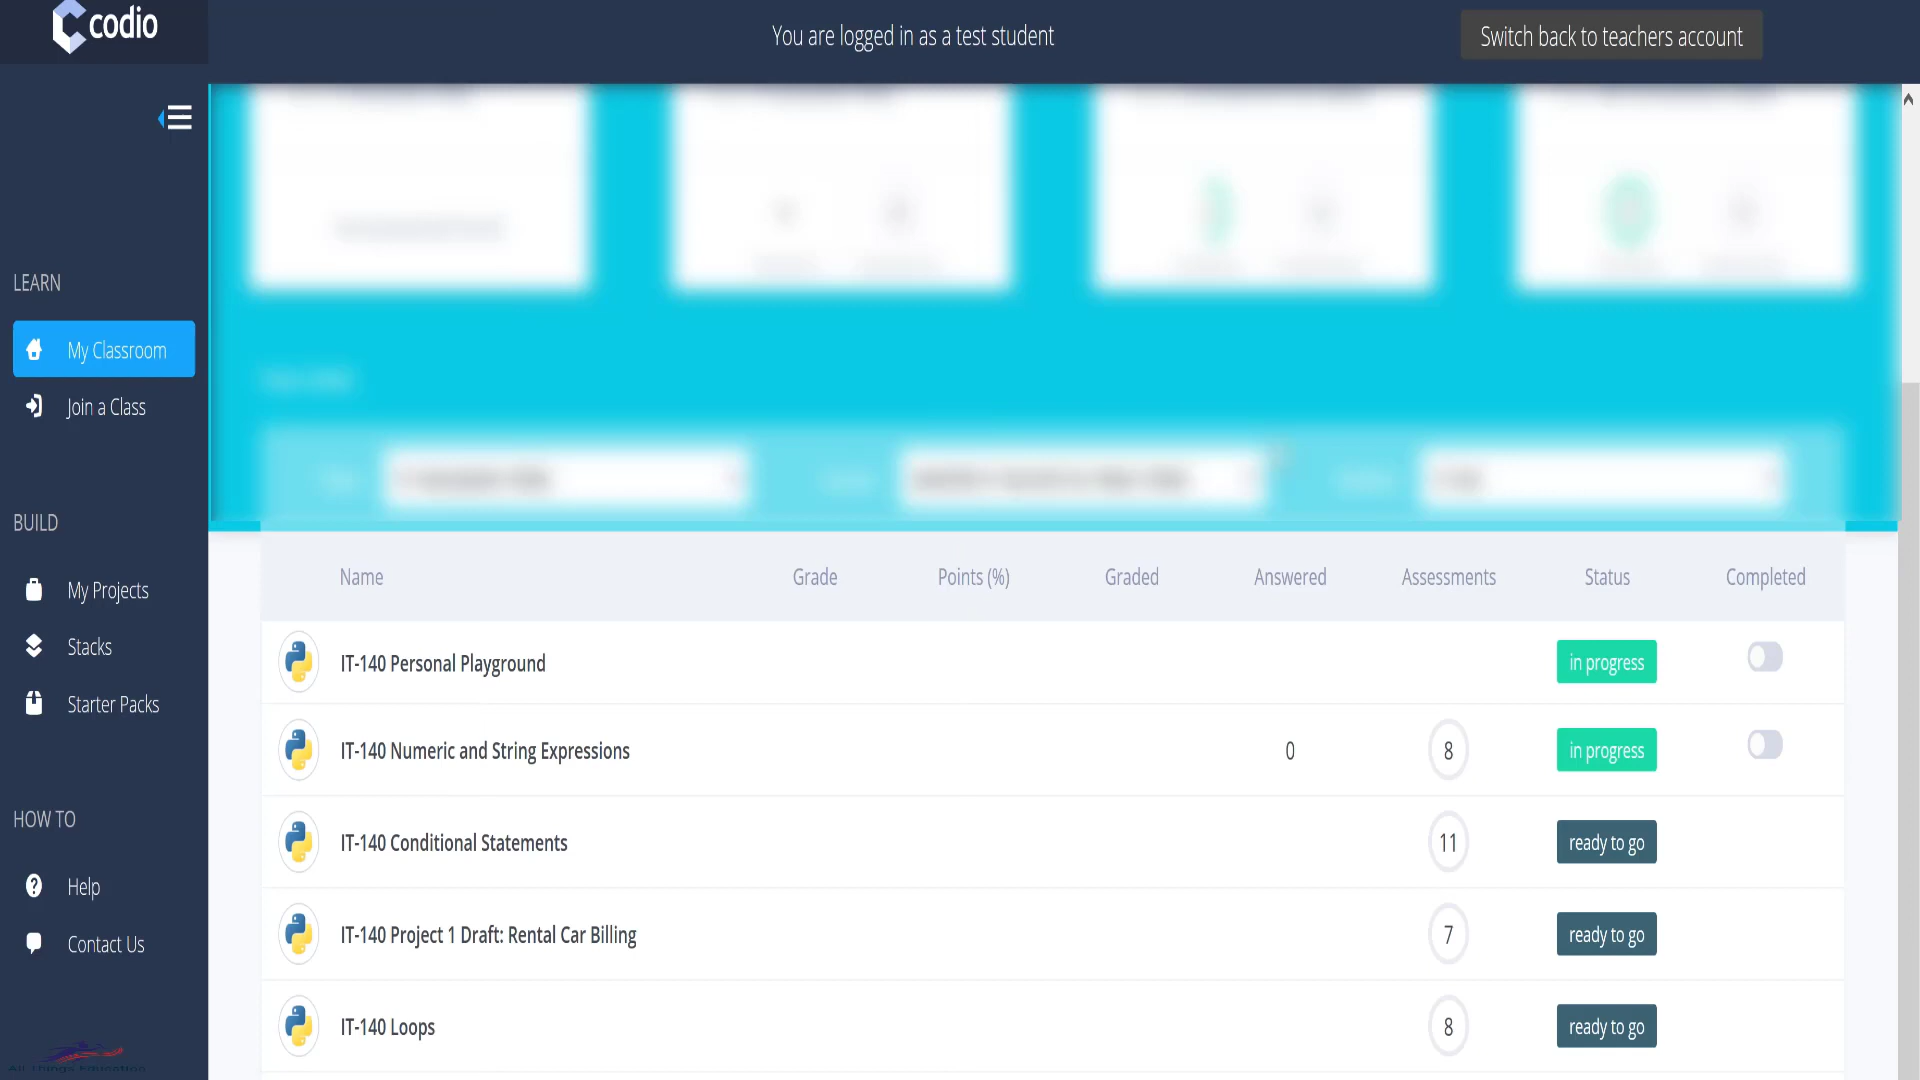 codio
You are logged in as a test student
Switch back to teachers account
LEARN
My Classroom
Join a Class
BUILD
My Projects
Stacks
Starter Packs
HOW TO
Help
Contact Us
All Things Education
Name Grade Points (%) Graded Answered Assessments Status Completed
IT-140 Personal Playground in progress
IT-140 Numeric and String Expressions 0 8 in progress
IT-140 Conditional Statements 11 ready to go
IT-140 Project 1 Draft: Rental Car Billing 7 ready to go
IT-140 Loops 8 ready to go